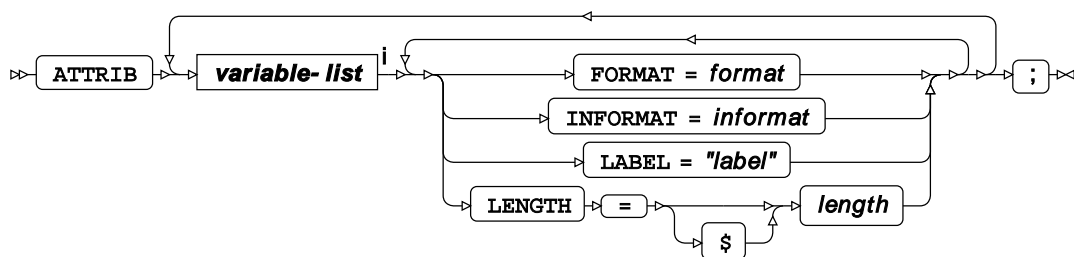 ATTRIB variable- list i FORMAT = format ;
INFORMAT = informat
LABEL = "label"
LENGTH = length
$